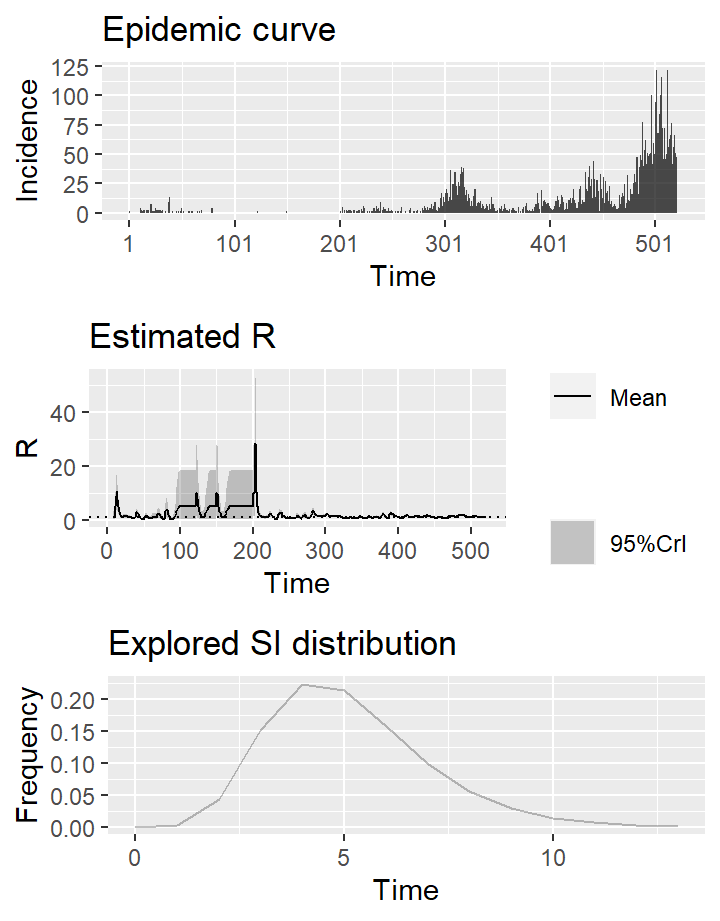 Epidemic curve
Incidence
125
100
75
50
25
0
1 101 201 301 401 501
Time
Estimated R
R
40
20
0
0 100 200 300 400 500
Time
Mean
95%CrI
Explored SI distribution
Frequency
0.20
0.15
0.10
0.05
0.00
0 5 10
Time